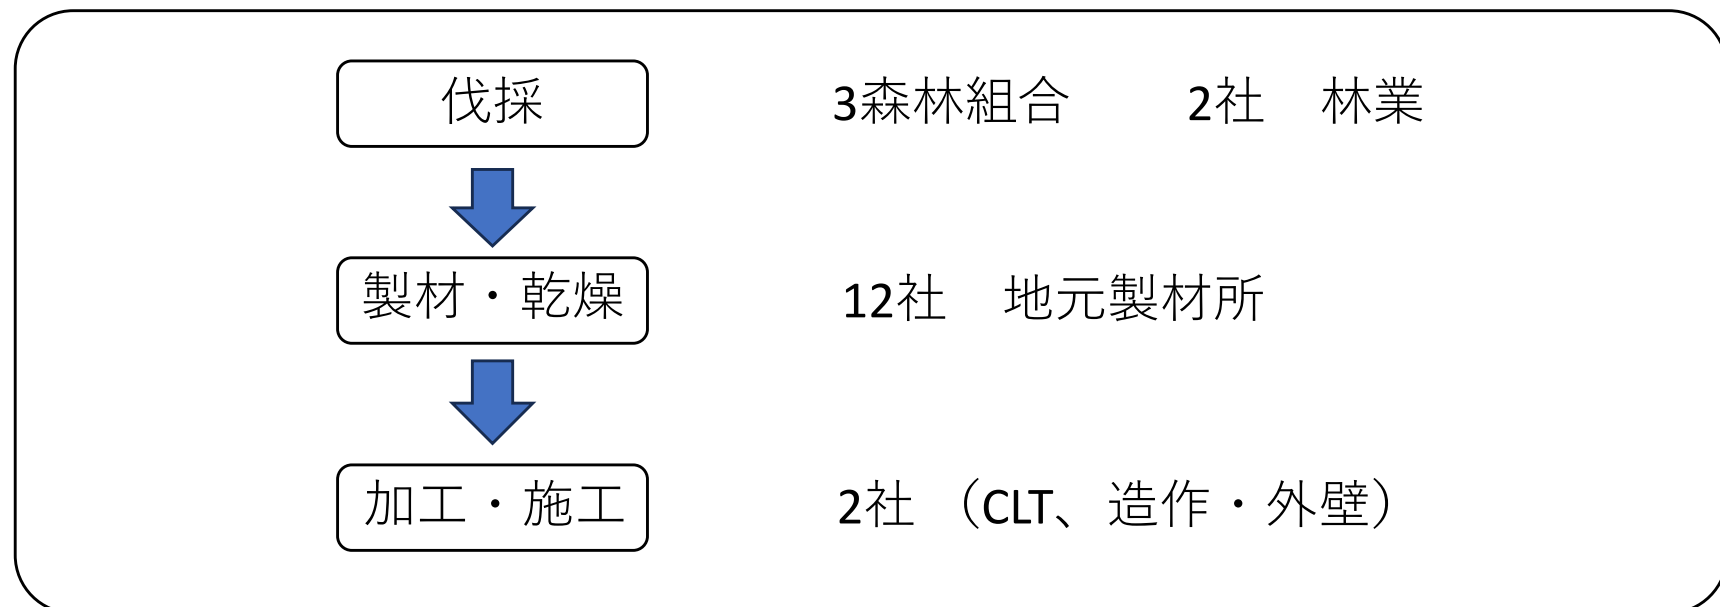 伐採 3森林組合 2社 林業
製材・乾燥 12社 地元製材所
加工・施工 2社 （CLT、造作・外壁）